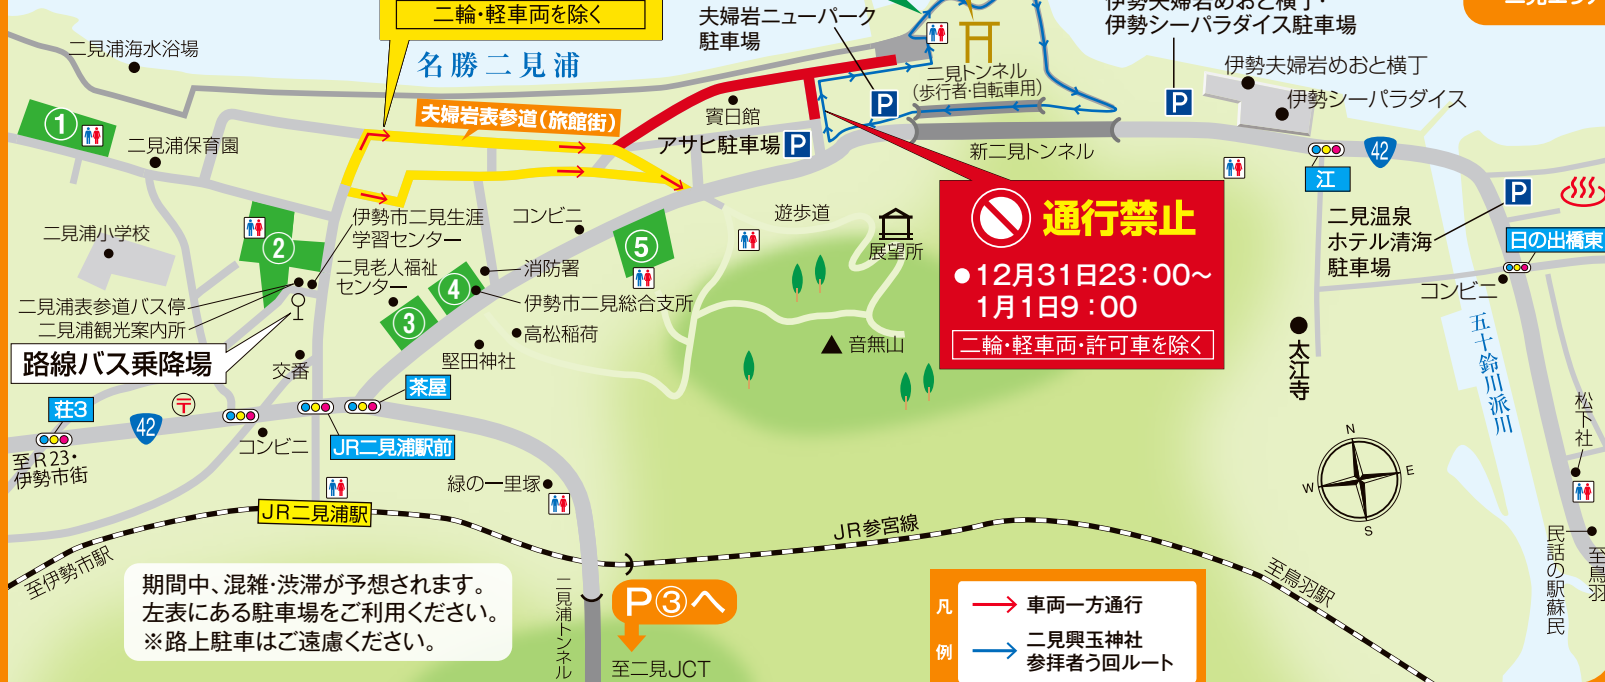 二輪・軽車両を除く
夫婦岩ニューパーク
駐車場
伊勢夫婦岩めおと横丁・
伊勢シーパラダイス駐車場
二見浦海水浴場
名勝二見浦
二見トンネル
(歩行者・自転車用)
伊勢夫婦岩めおと横丁
伊勢シーパラダイス
P
P
1
夫婦岩表参道(旅館街)
賓日館
アサヒ駐車場 P
二見浦保育園
新二見トンネル
42
江
通行禁止
●12月31日23:00～
1月1日9:00
二輪・軽車両・許可車を除く
P
二見温泉
ホテル清海
駐車場
日の出橋東
コンビニ
伊勢市二見生涯
学習センター
コンビニ
遊歩道
展望所
二見浦小学校
2
5
二見老人福祉
センター
消防署
4
伊勢市二見総合支所
3
高松稲荷
二見浦表参道バス停
二見浦観光案内所
路線バス乗降場
交番
堅田神社
音無山
太江寺
五十鈴川派川
茶屋
荘3
42
〒
コンビニ
JR二見浦駅前
至R23・
伊勢市街
松下社
N
E
W
S
緑の一里塚
JR二見浦駅
JR参宮線
至伊勢市駅
至鳥羽駅
民話の駅蘇民
至鳥羽
期間中、混雑・渋滞が予想されます。
左表にある駐車場をご利用ください。
※路上駐車はご遠慮ください。
二見浦トンネル
P③へ
至二見JCT
凡例
車両一方通行
二見興玉神社
参拝者う回ルート